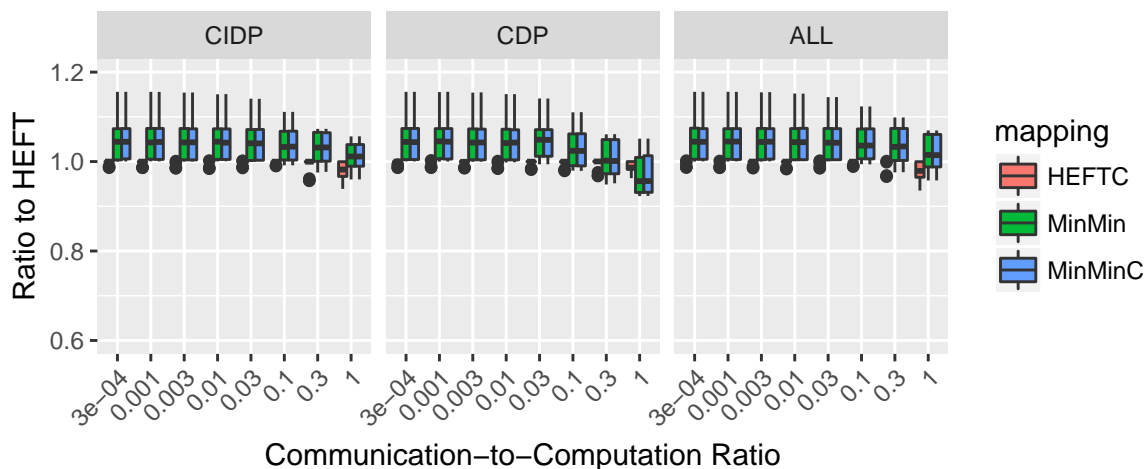 CIDP
CDP
ALL
1.2
1.0
0.8
0.6
Ratio to HEFT
3e−04
0.001
0.003
0.01
0.03
0.1
0.3
1
3e−04
0.001
0.003
0.01
0.03
0.1
0.3
1
3e−04
0.001
0.003
0.01
0.03
0.1
0.3
1
Communication−to−Computation Ratio
mapping
HEFTC
MinMin
MinMinC